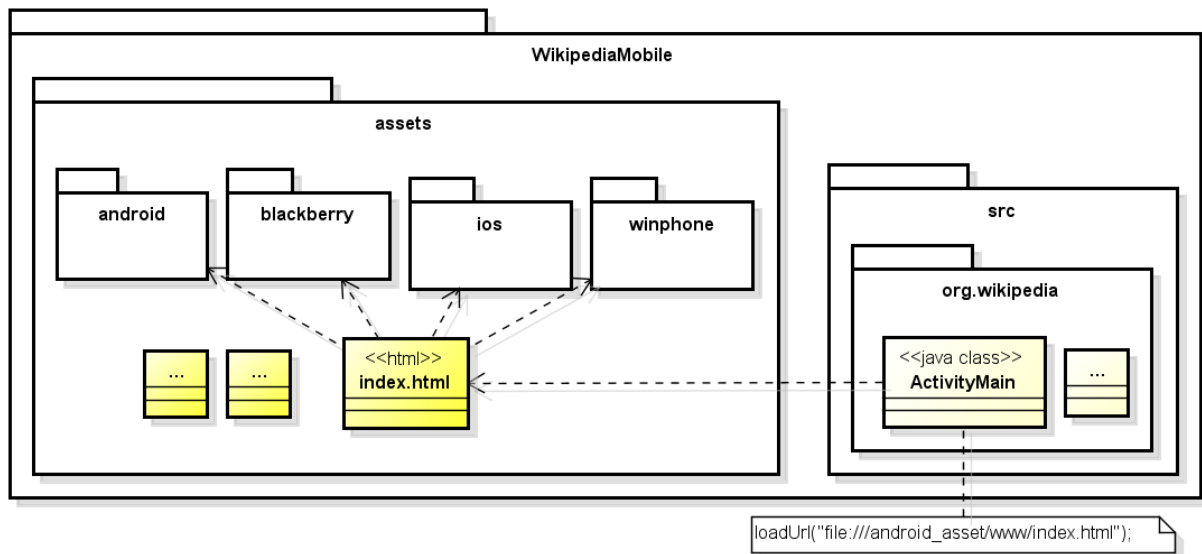 WikipediaMobile
assets
android
blackberry
ios
winphone
src
org.wikipedia
<<html>>
index.html
...
...
<<java class>>
ActivityMain
...
loadUrl("file:///android_asset/www/index.html");